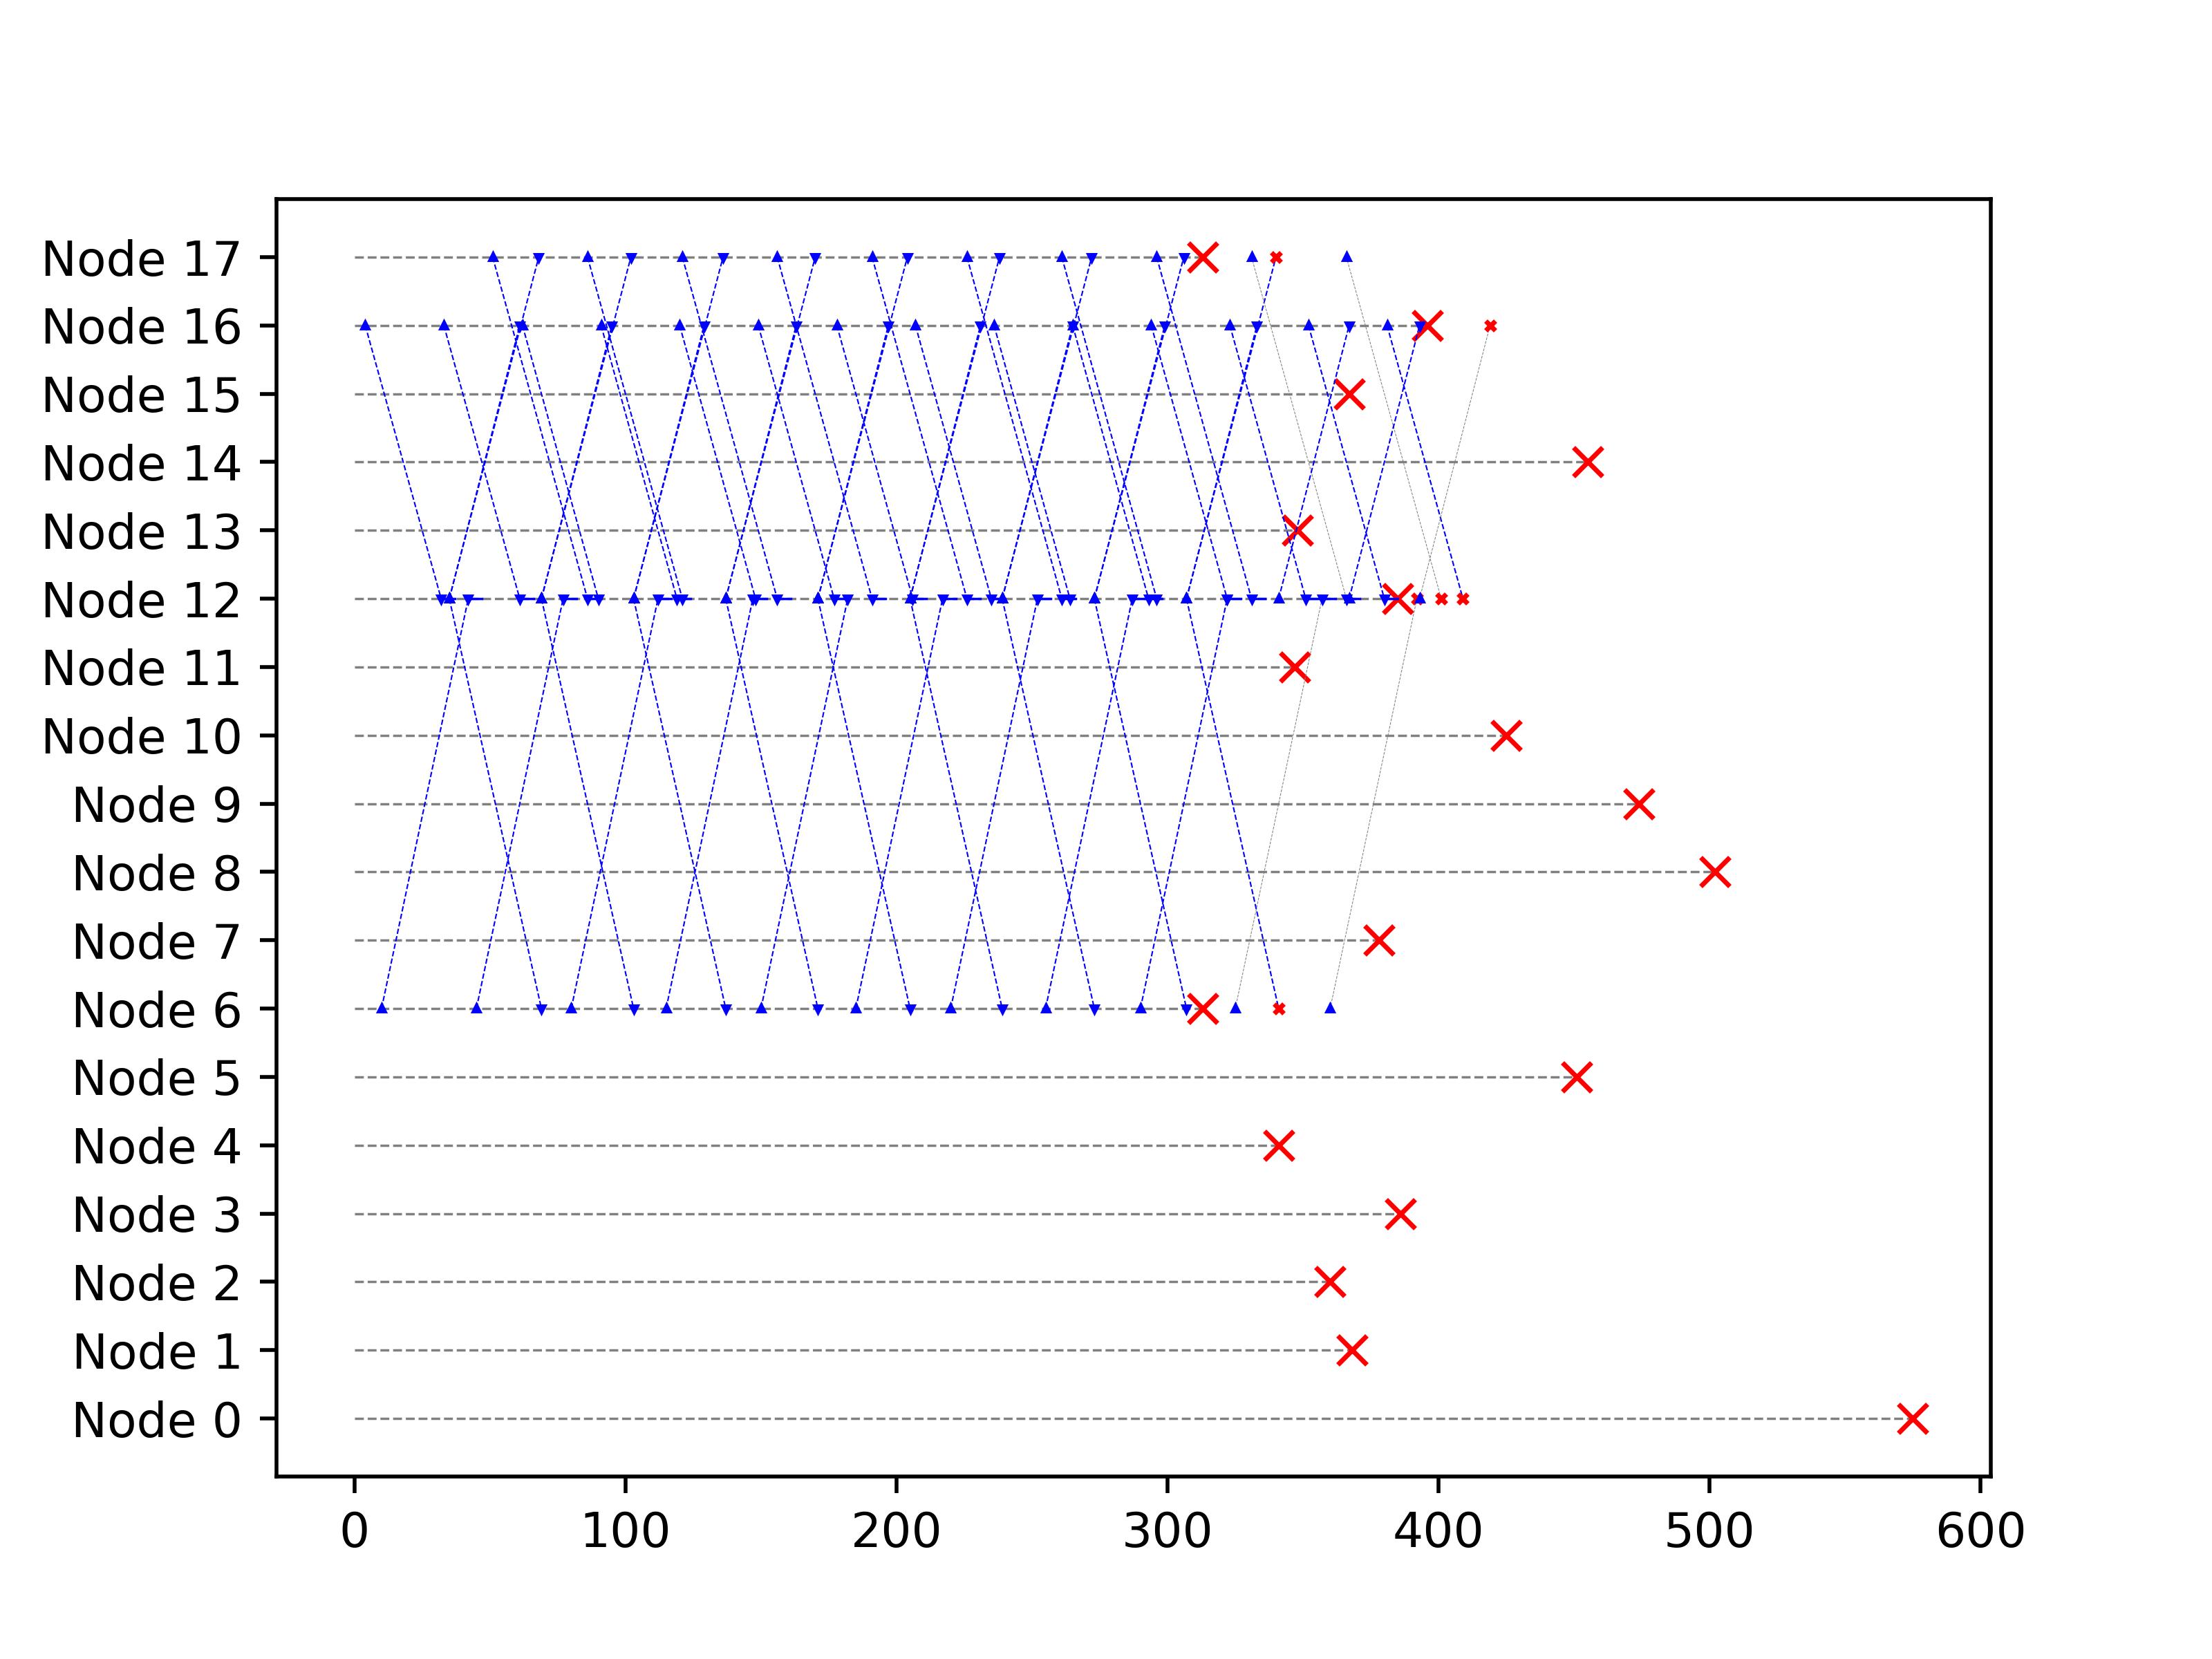 Node 17
Node 16
Node 15
Node 14
Node 13
Node 12
Node 11
Node 10
Node 9
Node 8
Node 7
Node 6
Node 5
Node 4
Node 3
Node 2
Node 1
Node 0
0 100 200 300 400 500 600